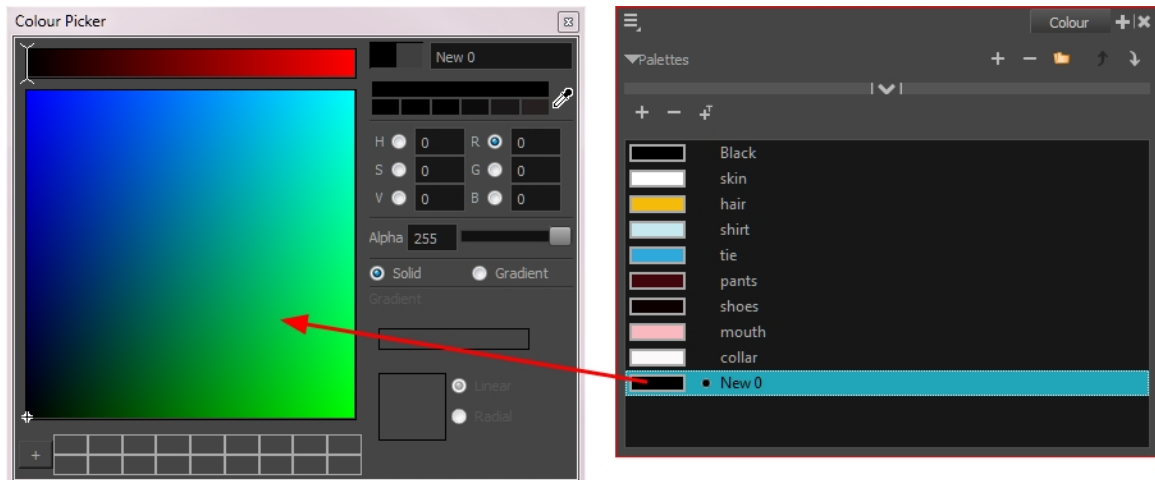 Colour Picker
New 0
H 0 R 0
S 0 G 0
V 0 B 0
Alpha 255
Solid Gradient
Gradient
Linear
Radial
+
Colour
Palettes
Black
skin
hair
shirt
tie
pants
shoes
mouth
collar
New 0